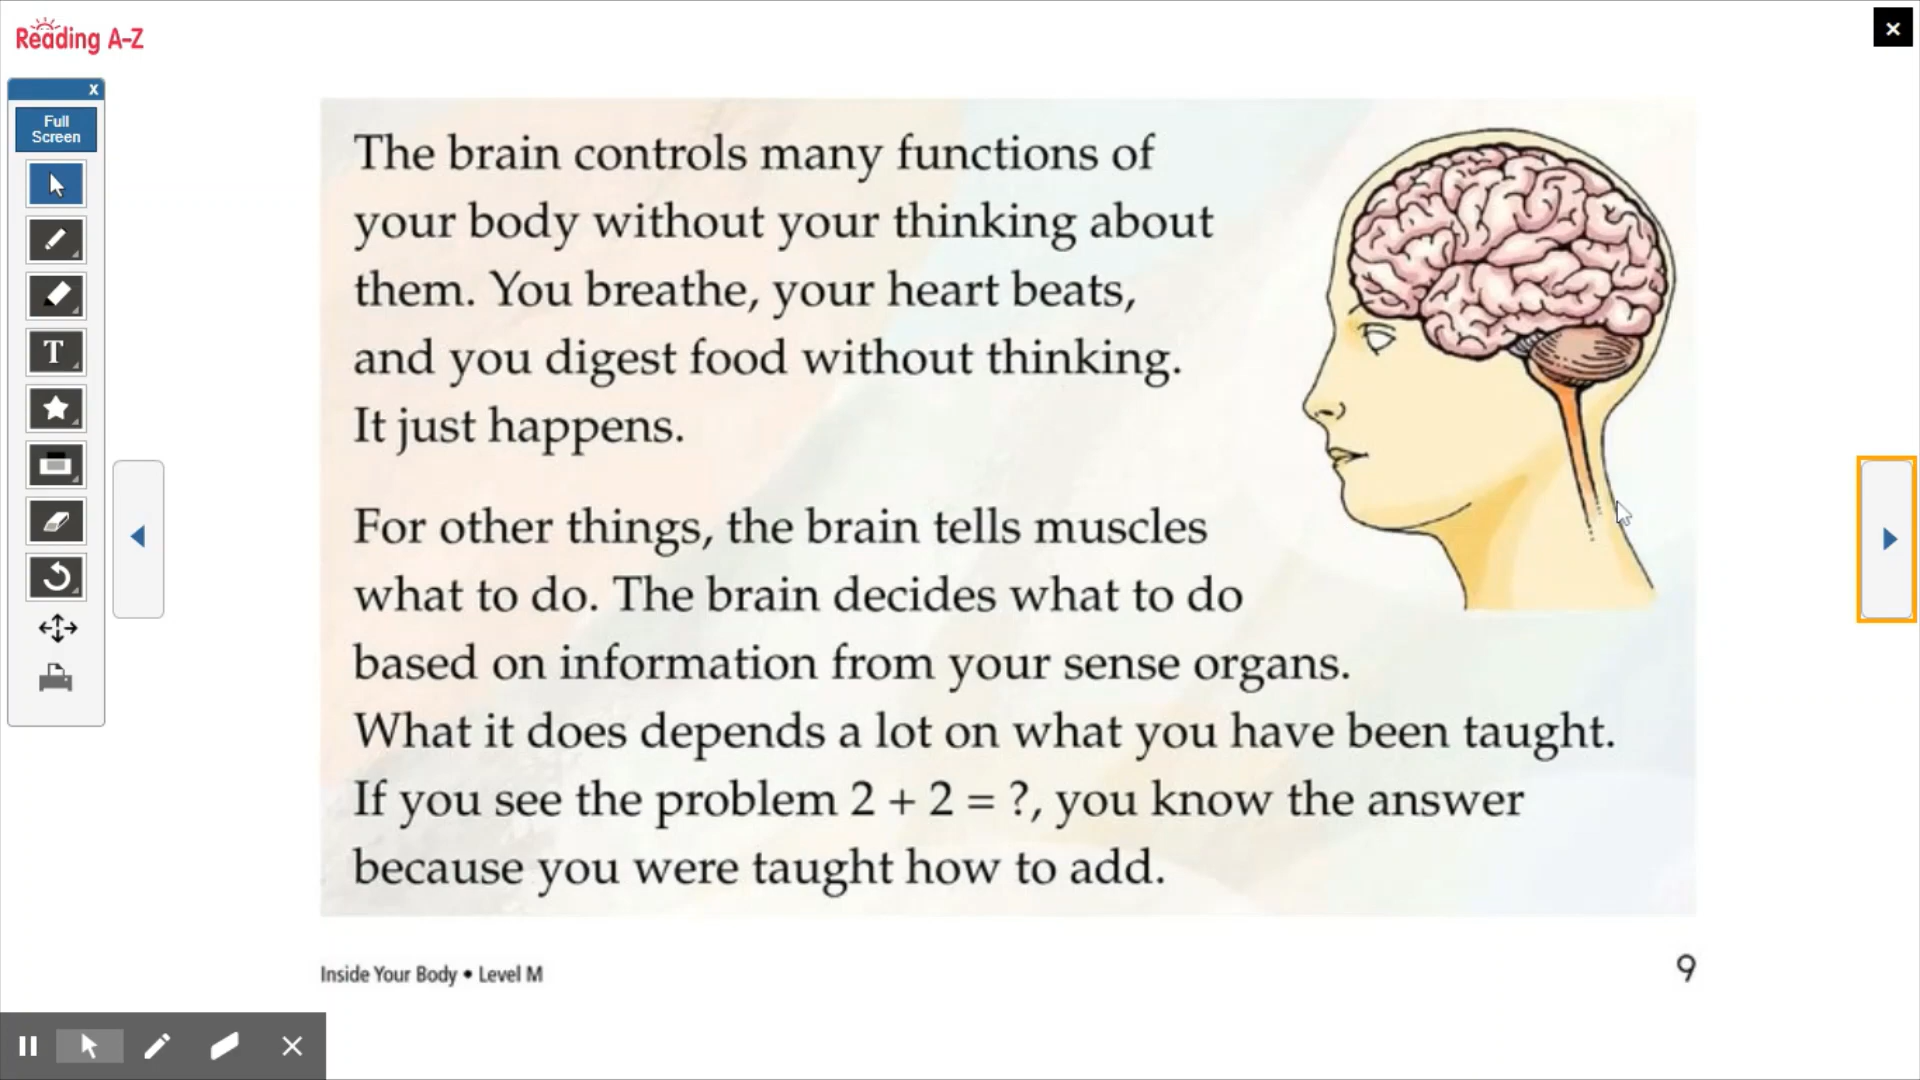 Reading A-Z
x
Full
Screen
T
The brain controls many functions of
your body without your thinking about
them. You breathe, your heart beats,
and you digest food without thinking.
It just happens.
For other things, the brain tells muscles
what to do. The brain decides what to do
based on information from your sense organs.
What it does depends a lot on what you have been taught.
If you see the problem 2 + 2 = ?, you know the answer
because you were taught how to add.
Inside Your Body • Level M
9